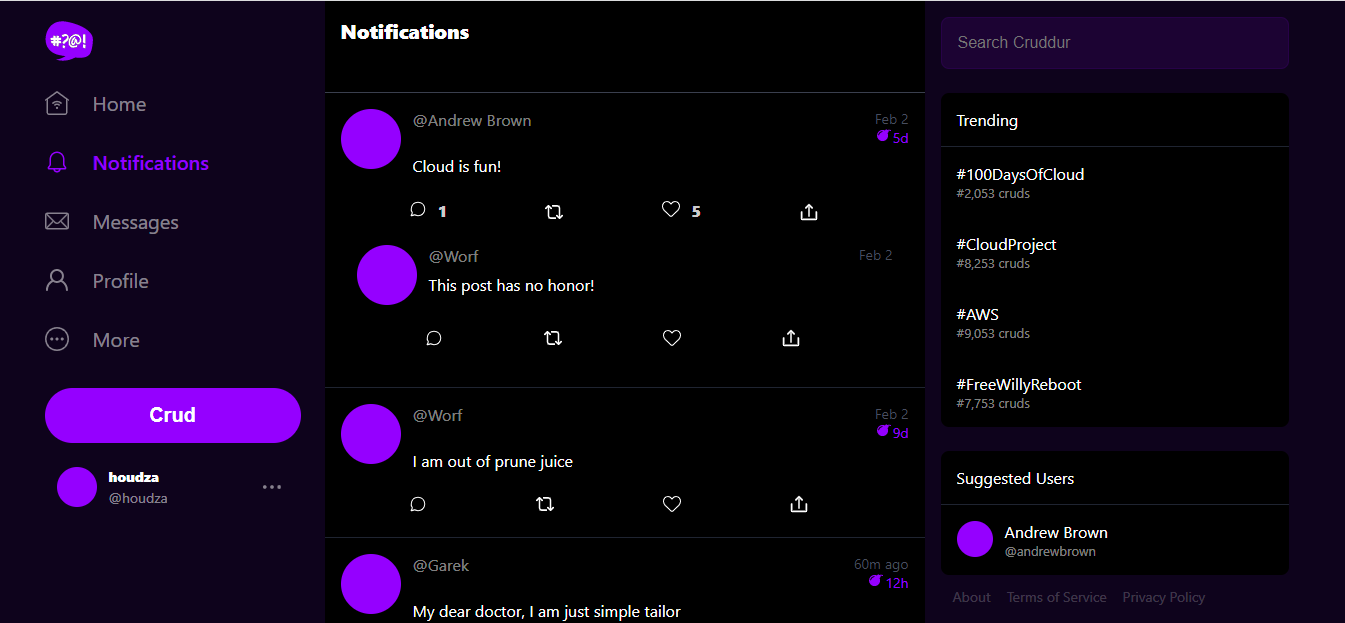 #?@!
Home
Notifications
Messages
Profile
More
Crud
houdza
@houdza
Notifications
@Andrew Brown
Feb 2
5d
Cloud is fun!
1
5
@Worf
Feb 2
This post has no honor!
@Worf
Feb 2
9d
I am out of prune juice
@Garek
60m ago
12h
My dear doctor, I am just simple tailor
Search Cruddur
Trending
#100DaysOfCloud
#2,053 cruds
#CloudProject
#8,253 cruds
#AWS
#9,053 cruds
#FreeWillyReboot
#7,753 cruds
Suggested Users
Andrew Brown
@andrewbrown
About Terms of Service Privacy Policy